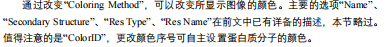 通过改变“Coloring Method”，可以改变所显示图像的颜色。主要的选项“Name”、
“Secondary Structure”、“Res Type”、“Res Name”在前文中已有详备的描述，本节略过。
值得注意的是“ColorID”，更改颜色序号可自主设置蛋白质分子的颜色。